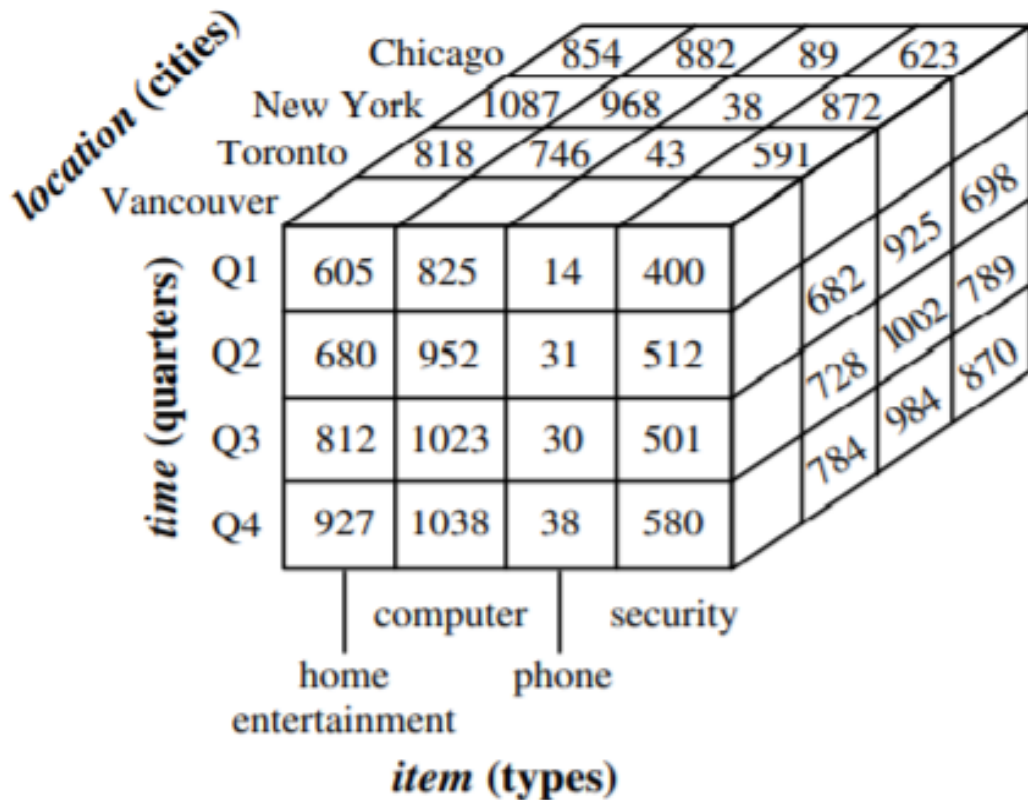 location (cities)
Chicago 854 882 89 623
New York 1087 968 38 872
Toronto 818 746 43 591
Vancouver
time (quarters)
Q1 605 825 14 400
Q2 680 952 31 512
Q3 812 1023 30 501
Q4 927 1038 38 580
682 925 698
728 1002 789
784 984 870
computer security
home phone
entertainment
item (types)